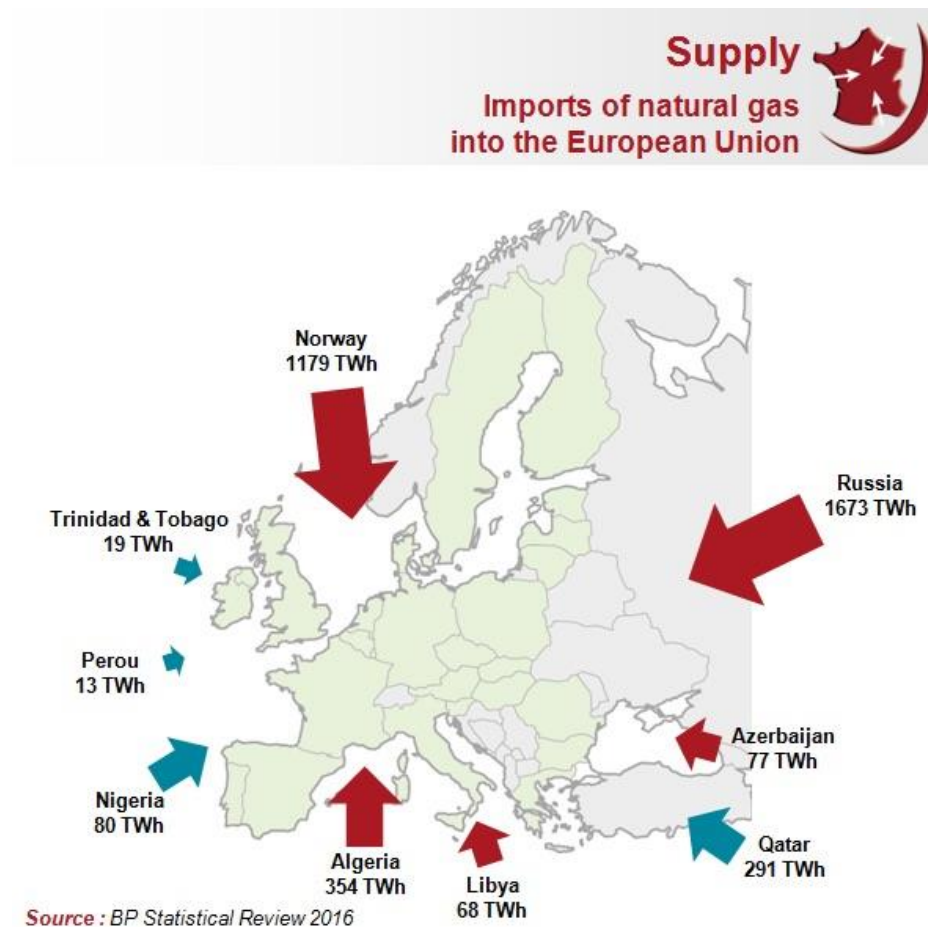 Supply
Imports of natural gas
into the European Union
Norway
1179 TWh
Russia
1673 TWh
Trinidad & Tobago
19 TWh
Perou
13 TWh
Azerbaijan
77 TWh
Nigeria
80 TWh
Qatar
291 TWh
Algeria
354 TWh
Libya
68 TWh
Source : BP Statistical Review 2016